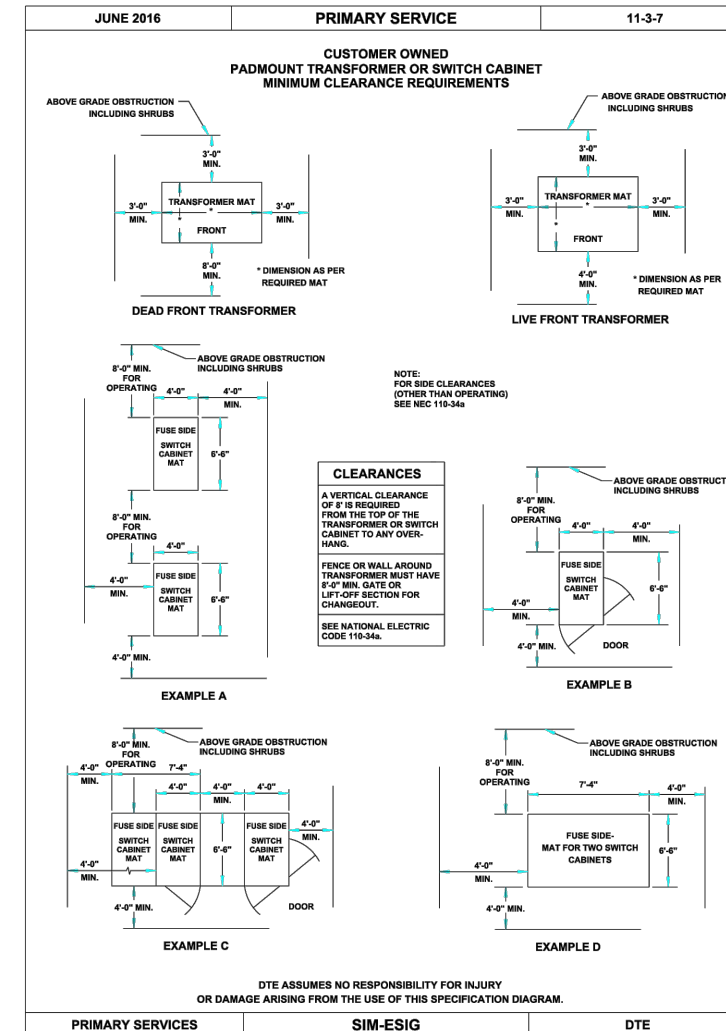 JUNE 2016
PRIMARY SERVICE
11-3-7
CUSTOMER OWNED
PADMOUNT TRANSFORMER OR SWITCH CABINET
MINIMUM CLEARANCE REQUIREMENTS
ABOVE GRADE OBSTRUCTION
INCLUDING SHRUBS
3'-0"
MIN.
3'-0"
MIN.
TRANSFORMER MAT
*
*
FRONT
3'-0"
MIN.
8'-0"
MIN.
* DIMENSION AS PER
REQUIRED MAT
DEAD FRONT TRANSFORMER
ABOVE GRADE OBSTRUCTION
INCLUDING SHRUBS
3'-0"
MIN.
3'-0"
MIN.
TRANSFORMER MAT
*
*
FRONT
3'-0"
MIN.
4'-0"
MIN.
* DIMENSION AS PER
REQUIRED MAT
LIVE FRONT TRANSFORMER
ABOVE GRADE OBSTRUCTION
INCLUDING SHRUBS
8'-0" MIN.
FOR
OPERATING
4'-0"
4'-0"
MIN.
FUSE SIDE
SWITCH
CABINET
MAT
6'-6"
8'-0" MIN.
FOR
OPERATING
4'-0"
4'-0"
MIN.
FUSE SIDE
SWITCH
CABINET
MAT
6'-6"
4'-0" MIN.
EXAMPLE A
NOTE:
FOR SIDE CLEARANCES
(OTHER THAN OPERATING)
SEE NEC 110-34a
CLEARANCES
A VERTICAL CLEARANCE
OF 8' IS REQUIRED
FROM THE TOP OF THE
TRANSFORMER OR SWITCH
CABINET TO ANY OVER-
HANG.
FENCE OR WALL AROUND
TRANSFORMER MUST HAVE
8'-0" MIN. GATE OR
LIFT-OFF SECTION FOR
CHANGEOUT.
SEE NATIONAL ELECTRIC
CODE 110-34a.
ABOVE GRADE OBSTRUCT
INCLUDING SHRUBS
8'-0" MIN.
FOR
OPERATING
4'-0"
4'-0"
MIN.
FUSE SIDE
SWITCH
CABINET
MAT
6'-6"
4'-0"
MIN.
4'-0" MIN.
DOOR
EXAMPLE B
ABOVE GRADE OBSTRUCTION
INCLUDING SHRUBS
8'-0" MIN.
FOR
OPERATING
4'-0"
MIN.
7'-4"
4'-0"
4'-0"
MIN.
4'-0"
FUSE SIDE
SWITCH
CABINET
MAT
FUSE SIDE
SWITCH
CABINET
MAT
6'-6"
FUSE SIDE
SWITCH
CABINET
MAT
4'-0"
MIN.
4'-0"
MIN.
4'-0" MIN.
DOOR
EXAMPLE C
ABOVE GRADE OBSTRUCTION
INCLUDING SHRUBS
8'-0" MIN.
FOR
OPERATING
7'-4"
4'-0"
MIN.
FUSE SIDE-
MAT FOR TWO SWITCH
CABINETS
6'-6"
4'-0"
MIN.
4'-0" MIN.
EXAMPLE D
DTE ASSUMES NO RESPONSIBILITY FOR INJURY
OR DAMAGE ARISING FROM THE USE OF THIS SPECIFICATION DIAGRAM.
PRIMARY SERVICES
SIM-ESIG
DTE